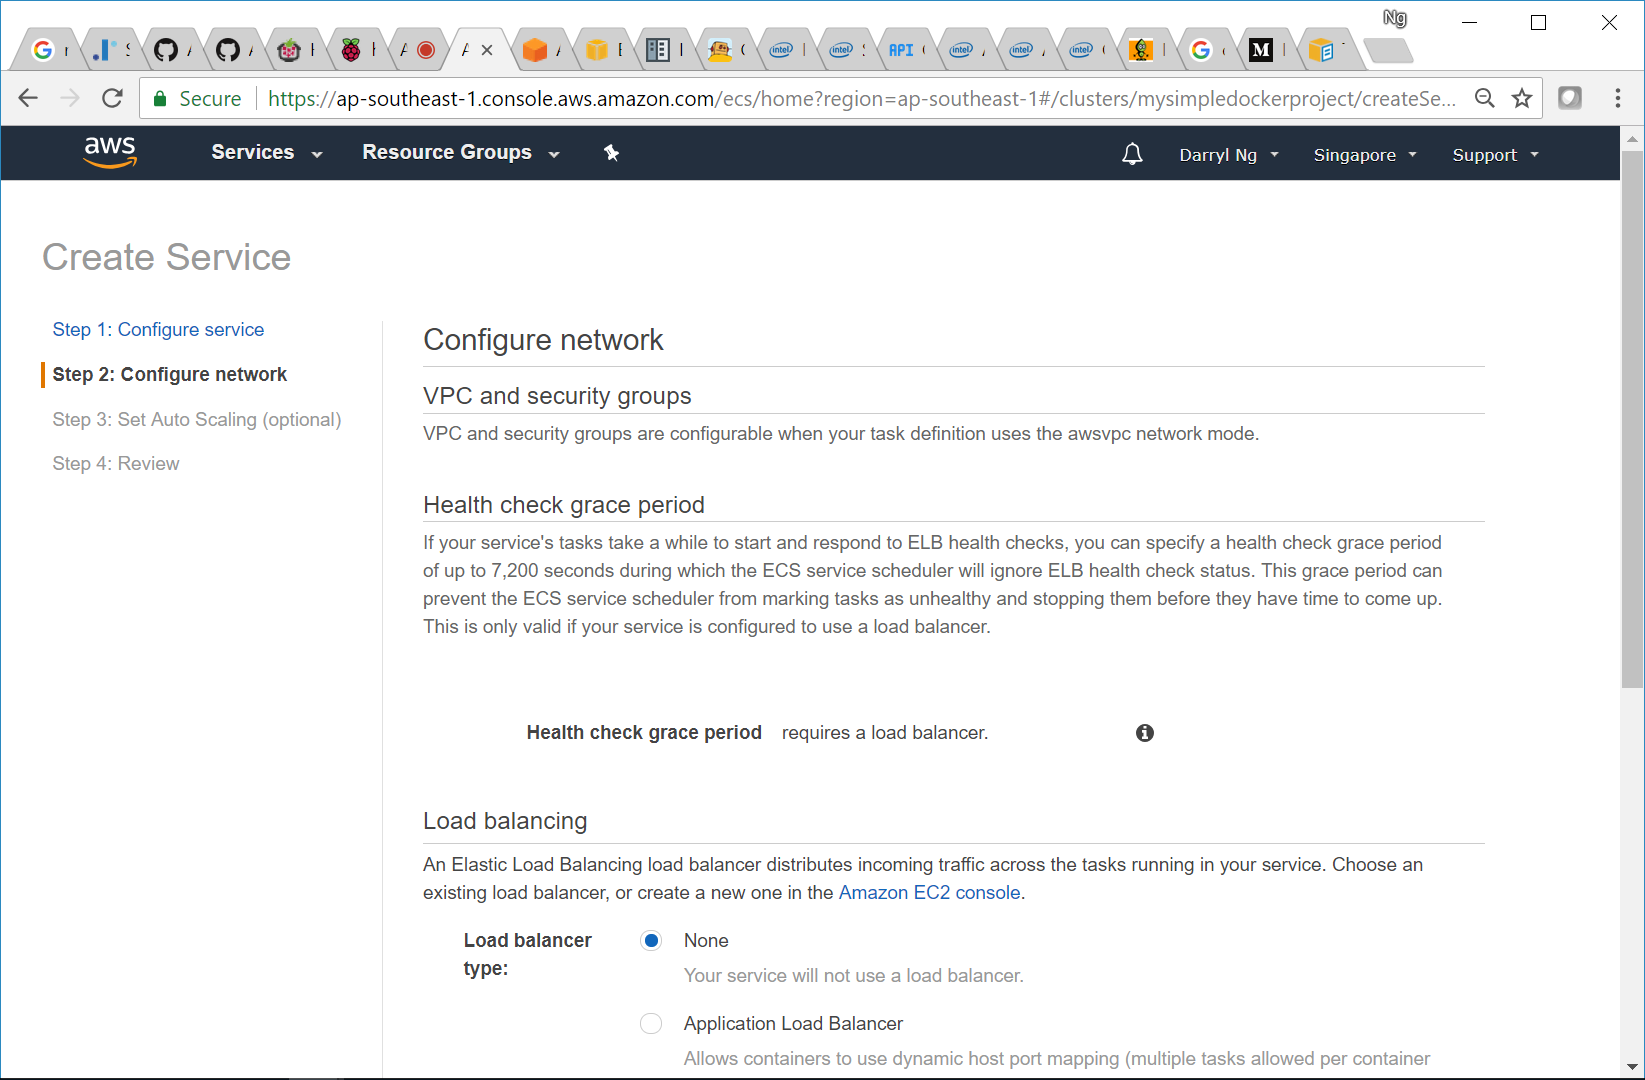 Ng
Secure https://ap-southeast-1.console.aws.amazon.com/ecs/home?region=ap-southeast-1#/clusters/mysimpledockerproject/createSe...
aws Services Resource Groups Darryl Ng Singapore Support
Create Service
Step 1: Configure service
Step 2: Configure network
Step 3: Set Auto Scaling (optional)
Step 4: Review
Configure network
VPC and security groups
VPC and security groups are configurable when your task definition uses the awsvpc network mode.
Health check grace period
If your service's tasks take a while to start and respond to ELB health checks, you can specify a health check grace period
of up to 7,200 seconds during which the ECS service scheduler will ignore ELB health check status. This grace period can
prevent the ECS service scheduler from marking tasks as unhealthy and stopping them before they have time to come up.
This is only valid if your service is configured to use a load balancer.
Health check grace period requires a load balancer.
Load balancing
An Elastic Load Balancing load balancer distributes incoming traffic across the tasks running in your service. Choose an
existing load balancer, or create a new one in the Amazon EC2 console.
Load balancer
type:
None
Your service will not use a load balancer.
Application Load Balancer
Allows containers to use dynamic host port mapping (multiple tasks allowed per container